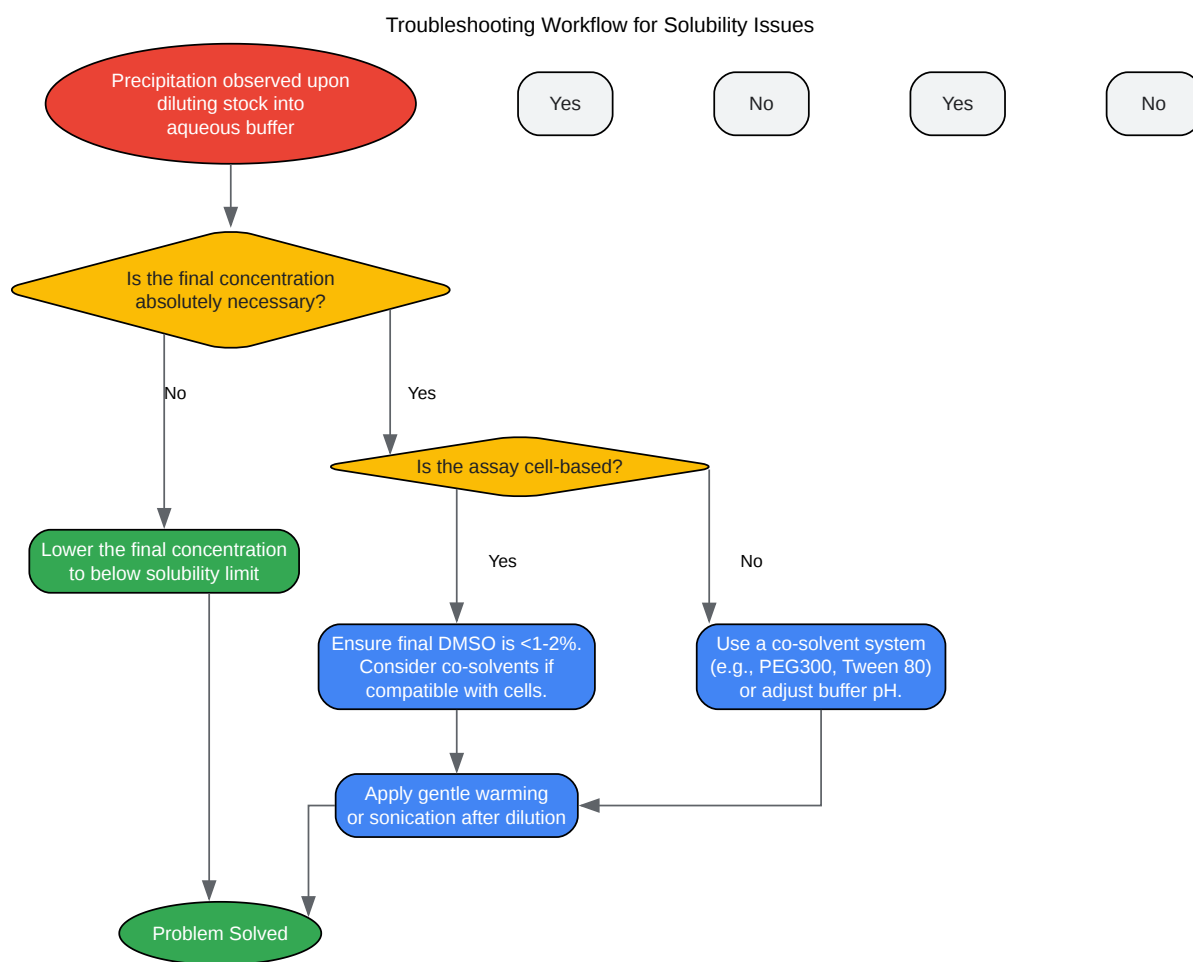 Troubleshooting Workflow for Solubility Issues
Precipitation observed upon
diluting stock into
aqueous buffer
Yes
No
Yes
No
Is the final concentration
absolutely necessary?
No
Yes
Is the assay cell-based?
Lower the final concentration
to below solubility limit
Yes
No
Ensure final DMSO is <1-2%.
Consider co-solvents if
compatible with cells.
Use a co-solvent system
(e.g., PEG300, Tween 80)
or adjust buffer pH.
Apply gentle warming
or sonication after dilution
Problem Solved